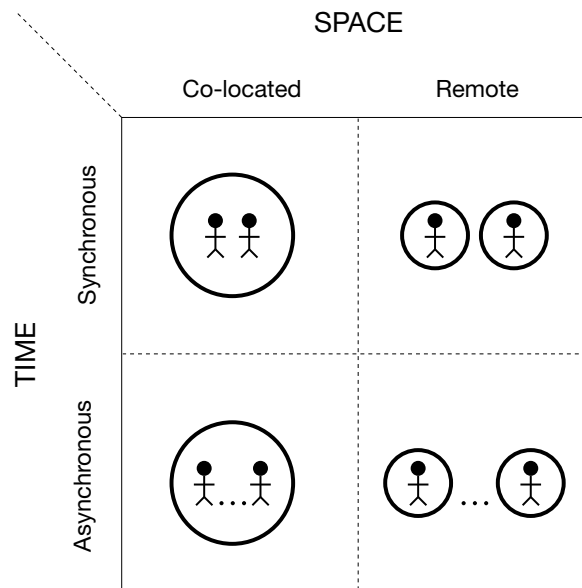 SPACE
Co-located
Remote
TIME
Synchronous
Asynchronous
...
...